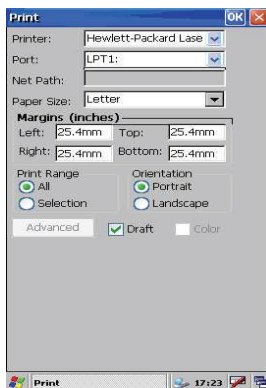 Print OK
Printer: Hewlett-Packard Lase
Port: LPT1:
Net Path:
Paper Size: Letter
Margins (inches)
Left: 25.4mm Top: 25.4mm
Right: 25.4mm Bottom: 25.4mm
Print Range Orientation
All Portrait
Selection Landscape
Advanced Draft Color
Print 17:23